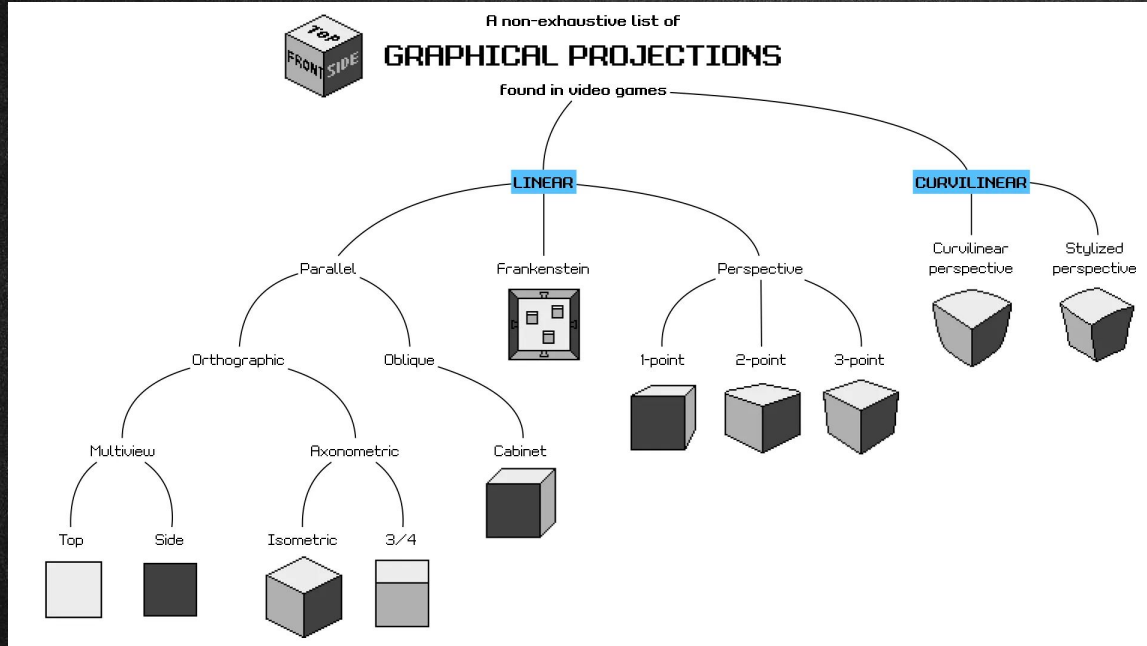 A non-exhaustive list of
TOP
FRONT
SIDE
GRAPHICAL PROJECTIONS
found in video games
LINEAR
CURVILINEAR
Parallel
Frankenstein
Perspective
Curvilinear
perspective
Stylized
perspective
Orthographic
Oblique
1-point
2-point
3-point
Multiview
Axonometric
Cabinet
Top
Side
Isometric
3/4